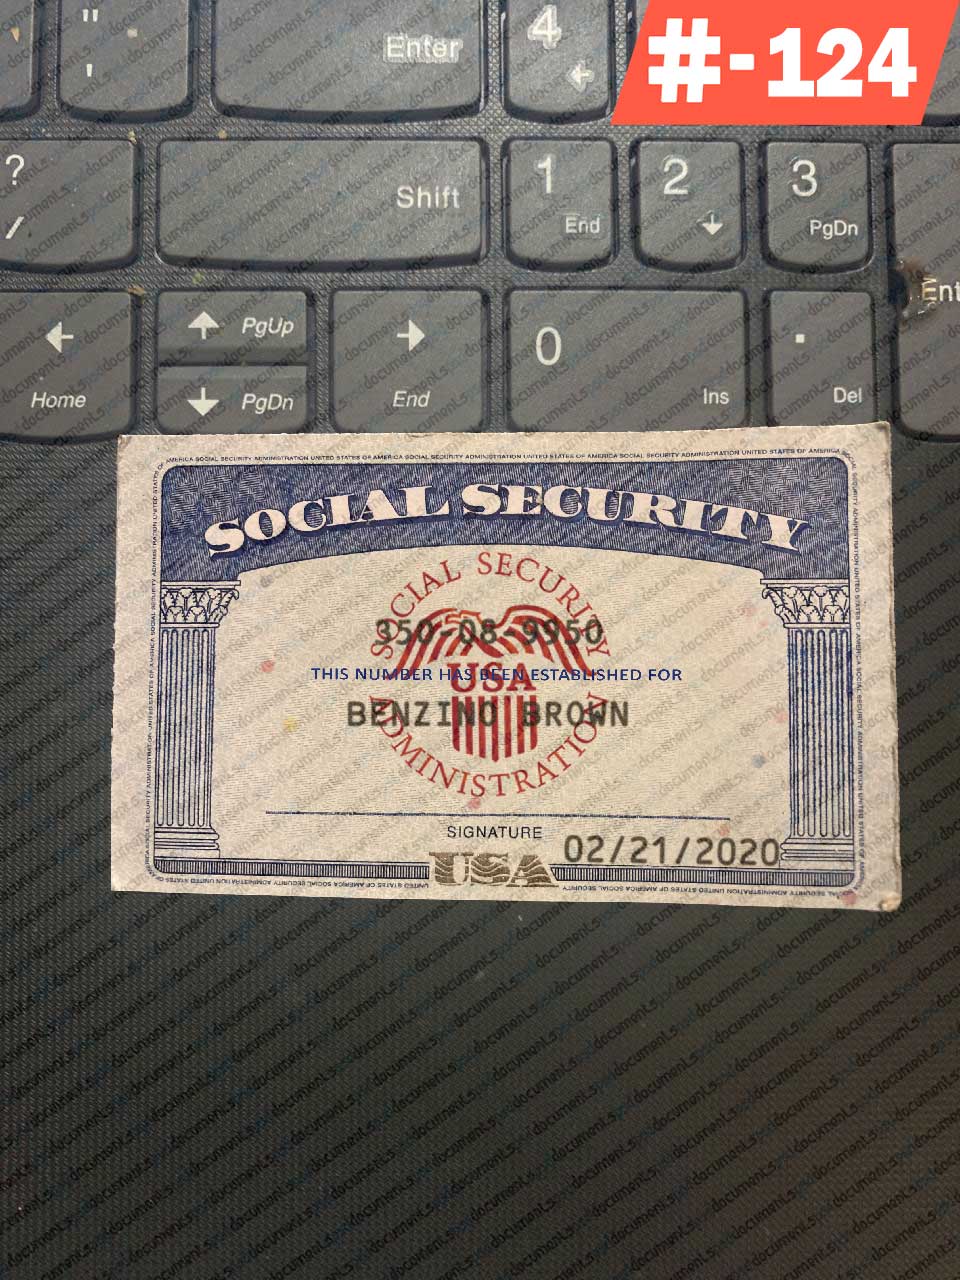 #-124
"
'
Enter
4
?
/
Shift
1
End
2
3
PgDn
Home
PgUp
PgDn
End
0
Ins
.
Del
SOCIAL SECURITY
SOCIAL SECURITY
350-08-9950
USA
THIS NUMBER HAS BEEN ESTABLISHED FOR
BENZINO BROWN
ADMINISTRATION
SIGNATURE
02/21/2020
USA